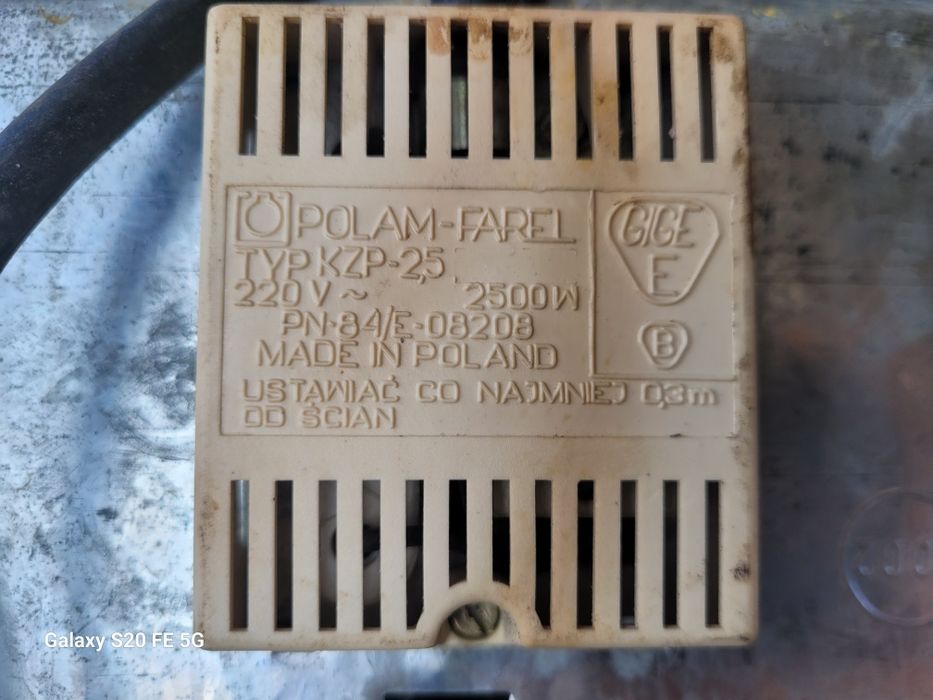 POLAM-FAREL
TYP KZP-2,5
220 V ~ 2500W
PN-84/E-08208
MADE IN POLAND
USTAWIAĆ CO NAJMNIEJ 0,3m
OD ŚCIAN
GIGE
E
B
Galaxy S20 FE 5G